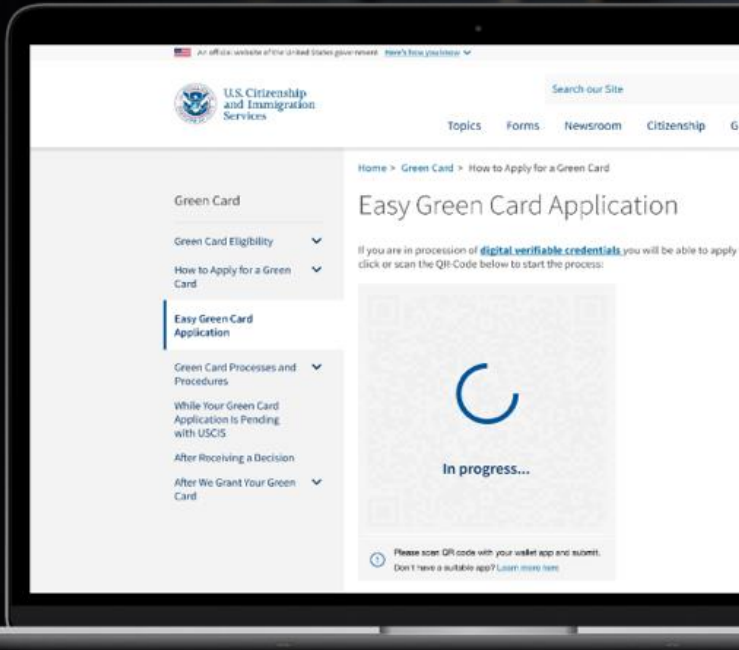 An official website of the United States government Here's how you know
U.S. Citizenship
and Immigration
Services
Search our Site
Topics Forms Newsroom Citizenship G
Home > Green Card > How to Apply for a Green Card
Green Card
Green Card Eligibility
How to Apply for a Green
Card
Easy Green Card
Application
Green Card Processes and
Procedures
While Your Green Card
Application Is Pending
with USCIS
After Receiving a Decision
After We Grant Your Green
Card
Easy Green Card Application
If you are in procession of digital verifiable credentials you will be able to apply
click or scan the QR-Code below to start the process:
In progress...
Please scan QR code with your wallet app and submit.
Don't have a suitable app? Learn more here